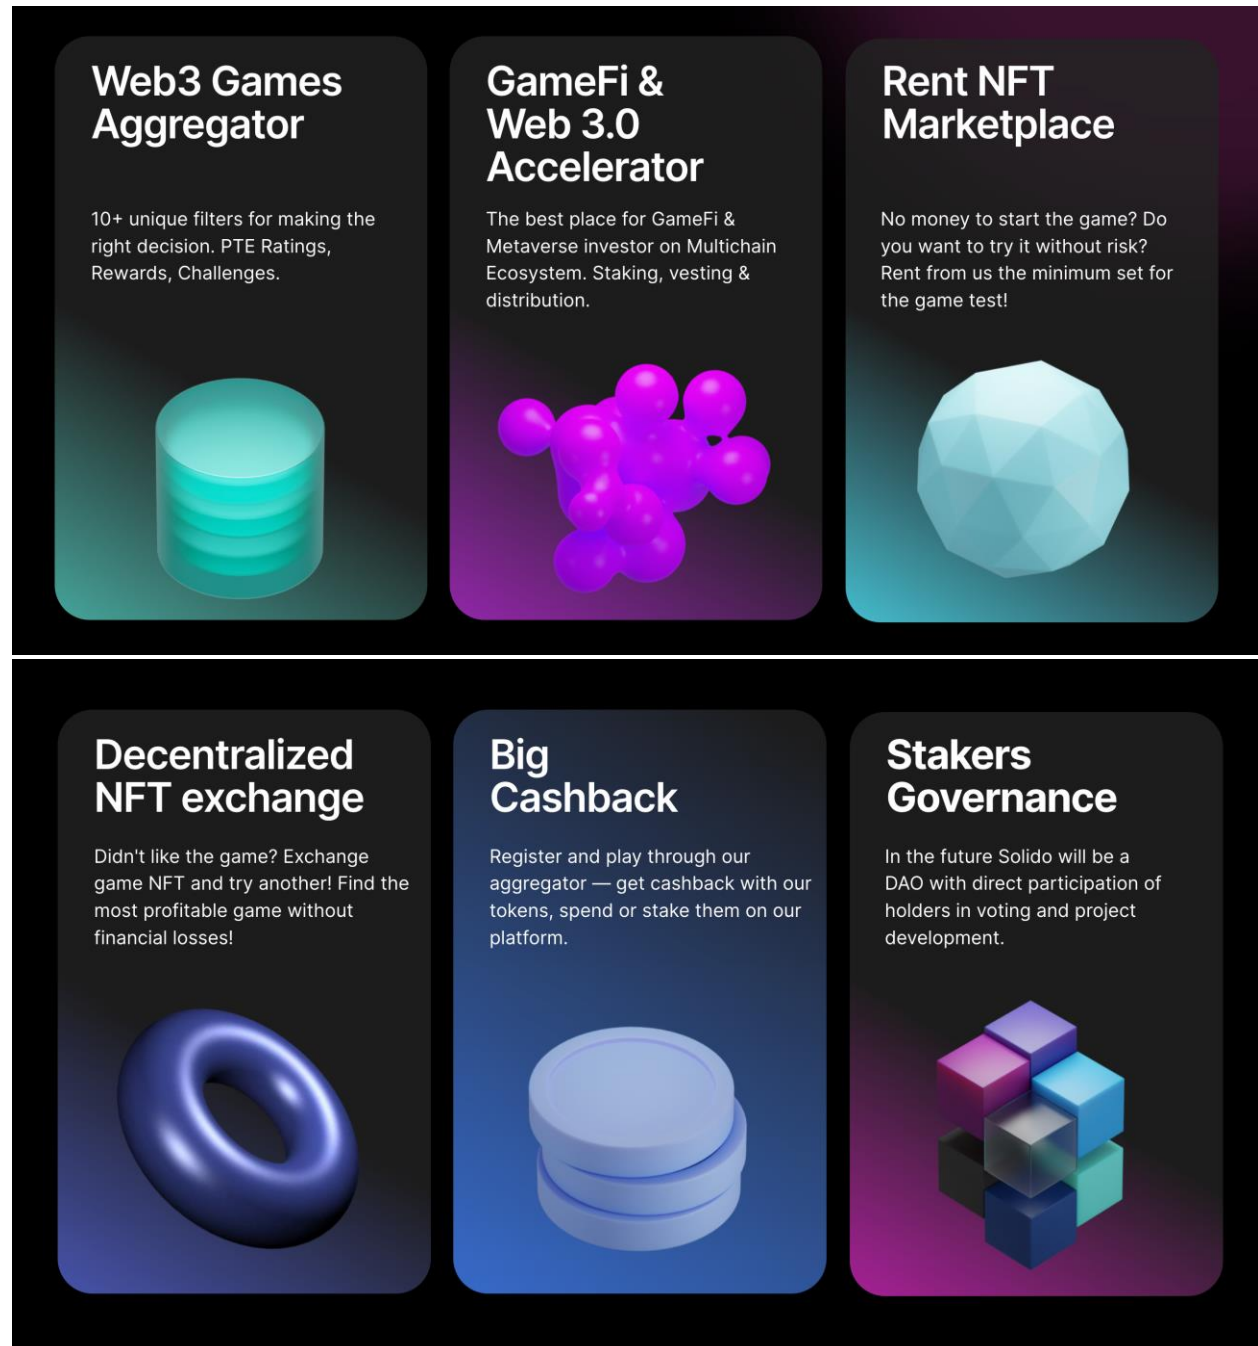 Web3 Games
Aggregator
10+ unique filters for making the
right decision. PTE Ratings,
Rewards, Challenges.
GameFi &
Web 3.0
Accelerator
The best place for GameFi &
Metaverse investor on Multichain
Ecosystem. Staking, vesting &
distribution.
Rent NFT
Marketplace
No money to start the game? Do
you want to try it without risk?
Rent from us the minimum set for
the game test!
Decentralized
NFT exchange
Didn't like the game? Exchange
game NFT and try another! Find the
most profitable game without
financial losses!
Big
Cashback
Register and play through our
aggregator — get cashback with our
tokens, spend or stake them on our
platform.
Stakers
Governance
In the future Solido will be a
DAO with direct participation of
holders in voting and project
development.